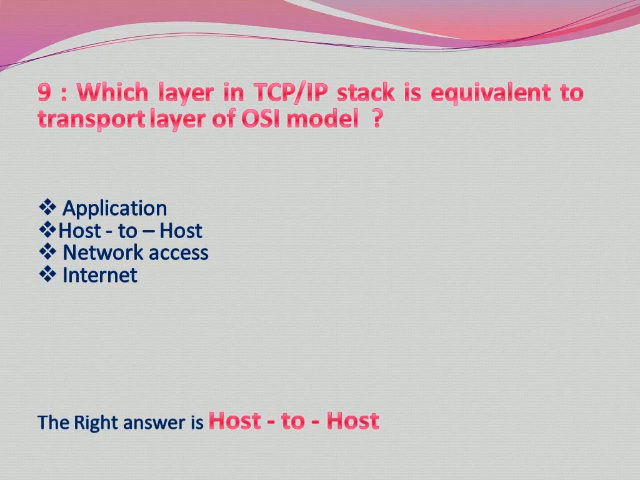 9 : Which layer in TCP/IP stack is equivalent to
transport layer of OSI model ?
❖ Application
❖Host - to – Host
❖ Network access
❖ Internet
The Right answer is Host - to - Host